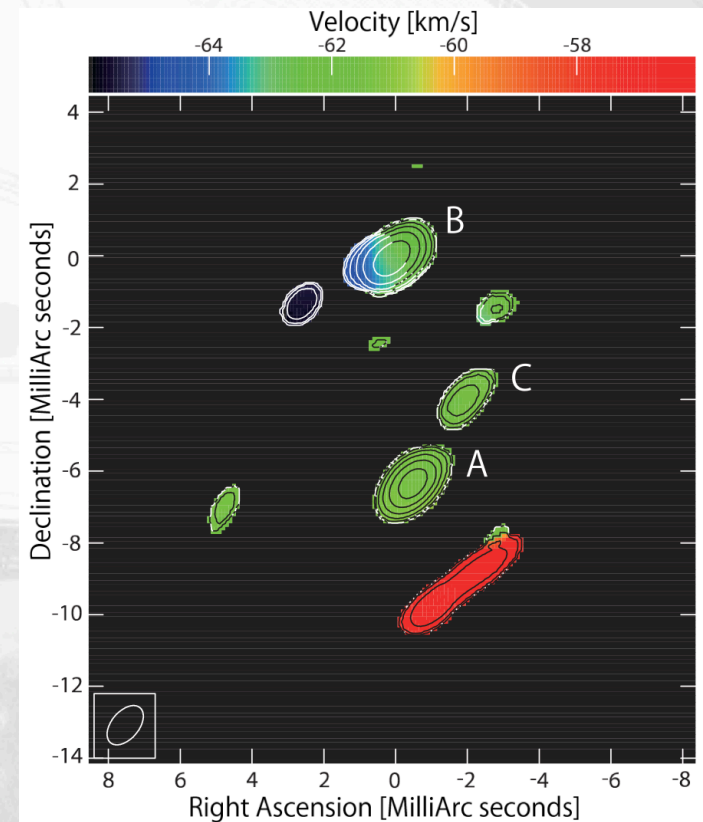 Velocity [km/s]
-64 -62 -60 -58
4
2
B
0
-2
C
-4
A
-6
-8
-10
-12
-14
8 6 4 2 0 -2 -4 -6 -8
Declination [MilliArc seconds]
Right Ascension [MilliArc seconds]